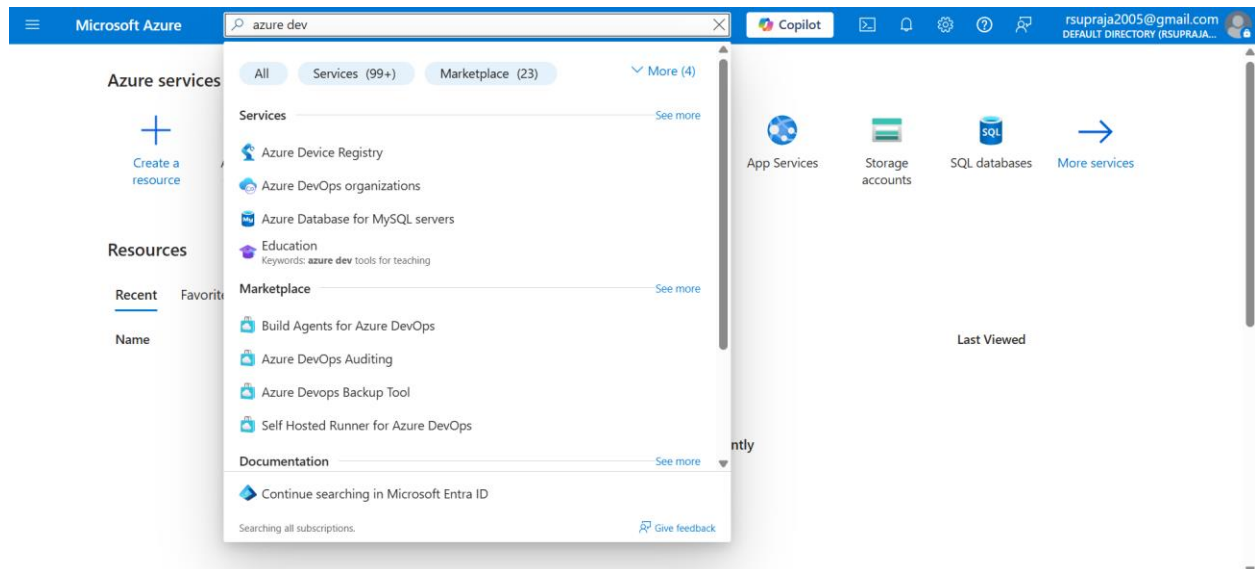 Microsoft Azure
azure dev
Copilot
rsupraja2005@gmail.com
DEFAULT DIRECTORY (RSUPRAJA...
Azure services
Create a
resource
App Services
Storage
accounts
SQL databases
More services
All
Services (99+)
Marketplace (23)
More (4)
Services
See more
Azure Device Registry
Azure DevOps organizations
Azure Database for MySQL servers
Education
Keywords: azure dev tools for teaching
Marketplace
See more
Build Agents for Azure DevOps
Azure DevOps Auditing
Azure Devops Backup Tool
Self Hosted Runner for Azure DevOps
Documentation
See more
Continue searching in Microsoft Entra ID
Searching all subscriptions.
Give feedback
Resources
Recent
Favorite
Name
Last Viewed
ntly